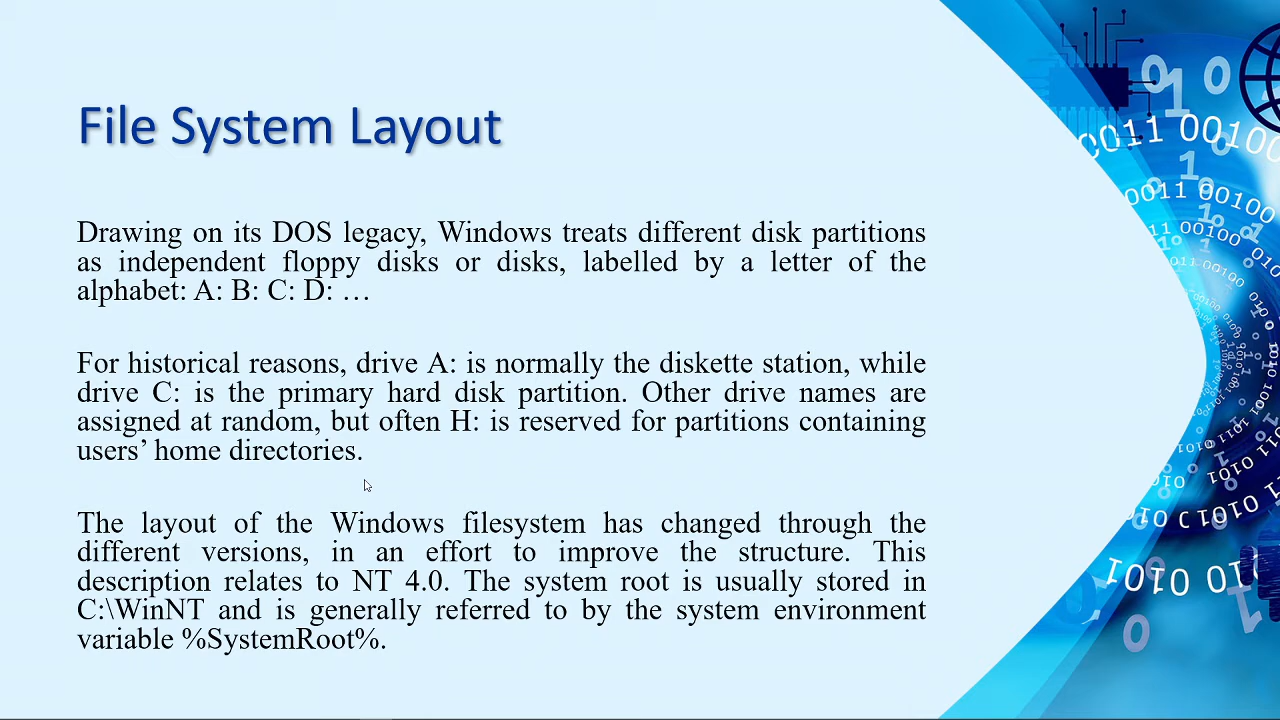 File System Layout
Drawing on its DOS legacy, Windows treats different disk partitions
as independent floppy disks or disks, labelled by a letter of the
alphabet: A: B: C: D: …
For historical reasons, drive A: is normally the diskette station, while
drive C: is the primary hard disk partition. Other drive names are
assigned at random, but often H: is reserved for partitions containing
users’ home directories.
The layout of the Windows filesystem has changed through the
different versions, in an effort to improve the structure. This
description relates to NT 4.0. The system root is usually stored in
C:\WinNT and is generally referred to by the system environment
variable %SystemRoot%.